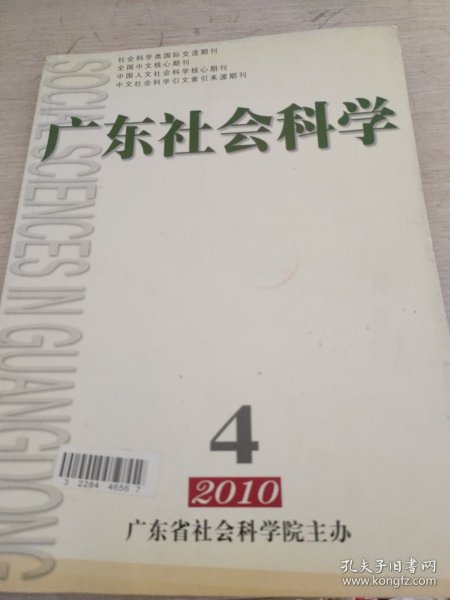 社会科学类国际交流期刊
全国中文核心期刊
中国人文社会科学核心期刊
中文社会科学引文索引来源期刊
广东社会科学
SOCIAL SCIENCES IN GUANGDONG
4
2010
3 2284 4656 7
广东省社会科学院主办
孔夫子旧书网
www.kongfz.com